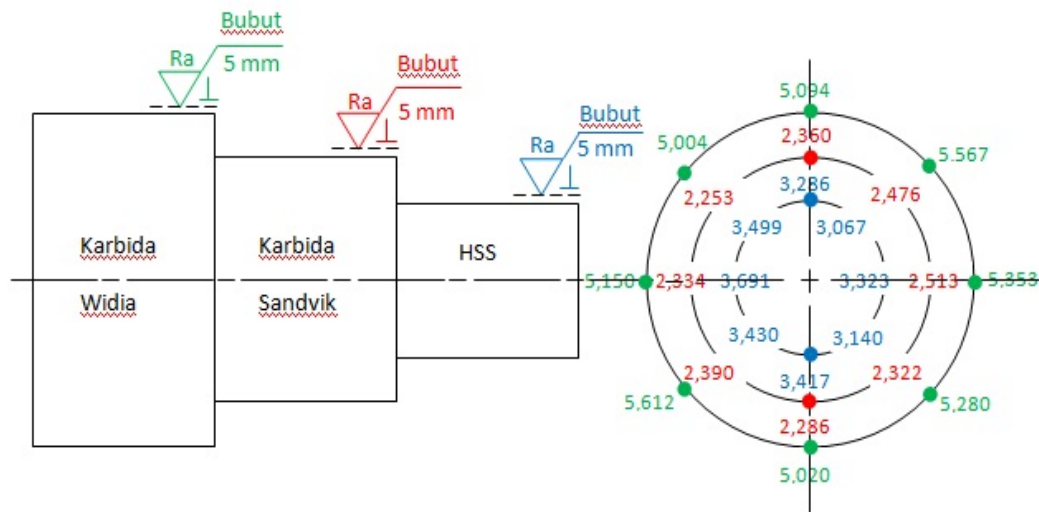 Bubut
Ra
5 mm
Bubut
Ra
5 mm
Bubut
Ra
5 mm
Karbida
Widia
Karbida
Sandvik
HSS
5,094
5,004
2,360
5.567
2,253
3,286
2,476
3,499
3,067
5,150
2,334
3,691
3,323
2,513
5,353
3,430
3,140
2,390
3,417
2,322
5,612
2,286
5,280
5,020